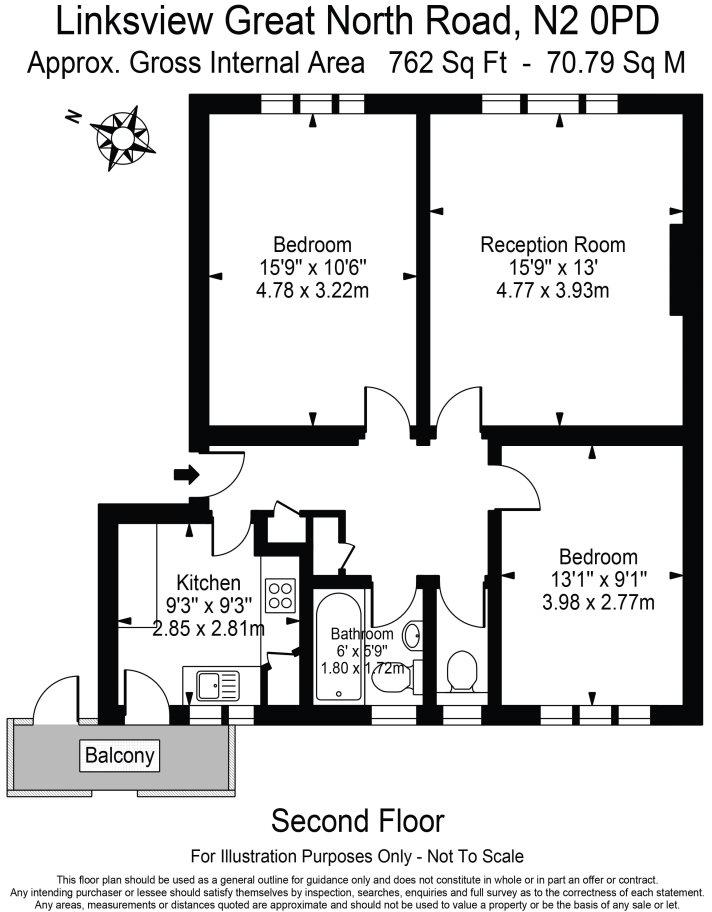 Linksview Great North Road, N2 0PD
Approx. Gross Internal Area 762 Sq Ft - 70.79 Sq M
N
Bedroom
15'9" x 10'6"
4.78 x 3.22m
Reception Room
15'9" x 13'
4.77 x 3.93m
Kitchen
9'3" x 9'3"
2.85 x 2.81m
Bathroom
6' x 5'9"
1.80 x 1.72m
Bedroom
13'1" x 9'1"
3.98 x 2.77m
Balcony
Second Floor
For Illustration Purposes Only - Not To Scale
This floor plan should be used as a general outline for guidance only and does not constitute in whole or in part an offer or contract.
Any intending purchaser or lessee should satisfy themselves by inspection, searches, enquiries and full survey as to the correctness of each statement.
Any areas, measurements or distances quoted are approximate and should not be used to value a property or be the basis of any sale or let.